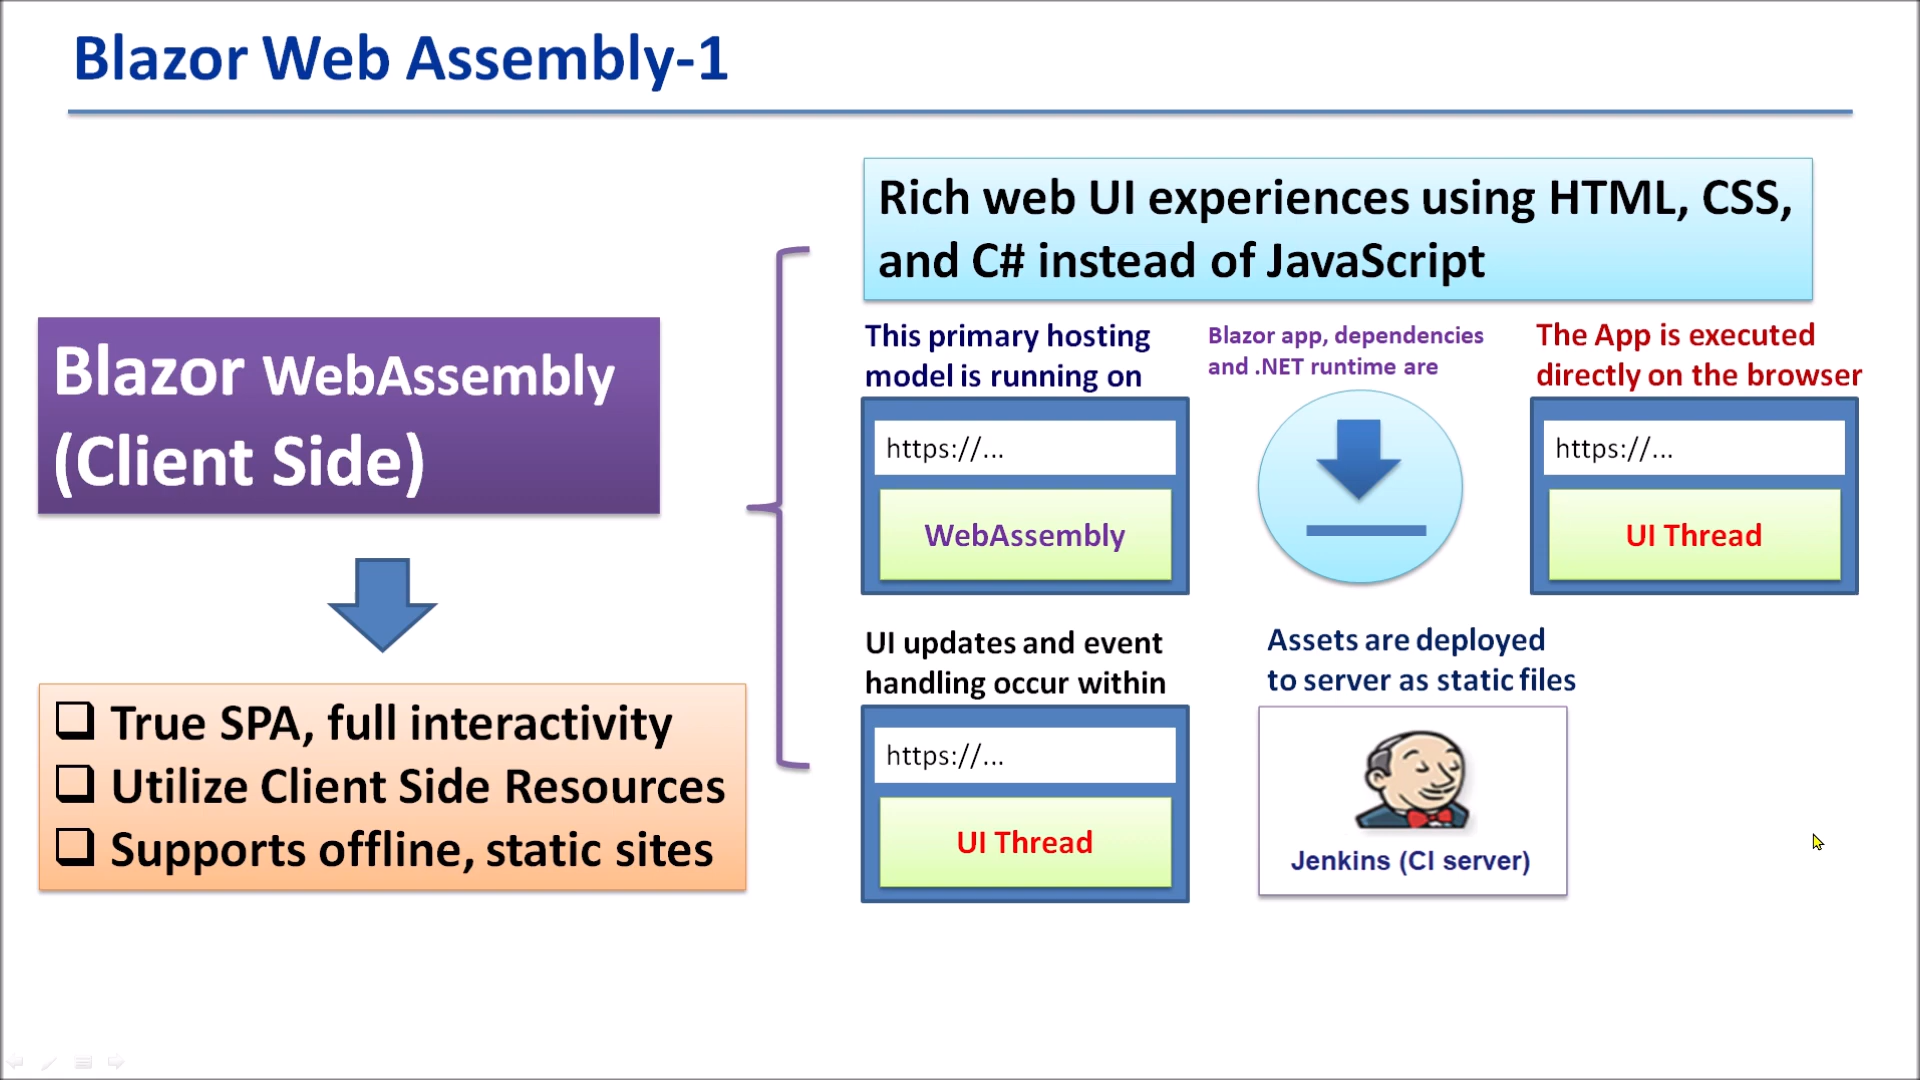 Blazor Web Assembly-1
Blazor WebAssembly
(Client Side)
True SPA, full interactivity
Utilize Client Side Resources
Supports offline, static sites
Rich web UI experiences using HTML, CSS,
and C# instead of JavaScript
This primary hosting
model is running on
https://...
WebAssembly
Blazor app, dependencies
and .NET runtime are
The App is executed
directly on the browser
https://...
UI Thread
UI updates and event
handling occur within
https://...
UI Thread
Assets are deployed
to server as static files
Jenkins (CI server)